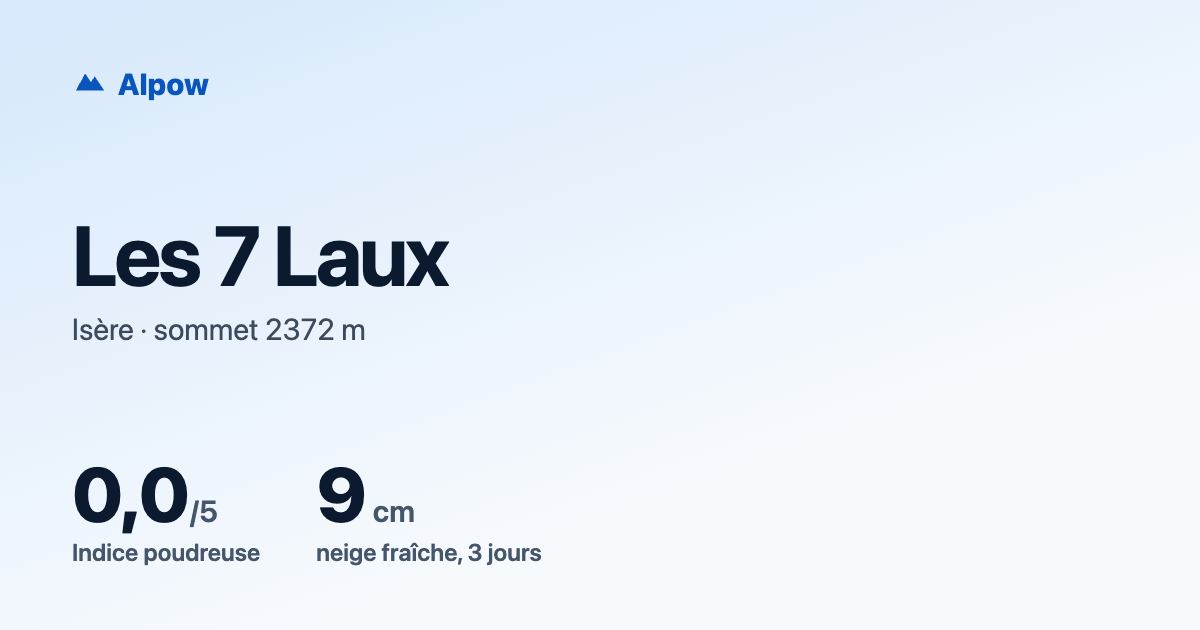 Alpow
Les 7 Laux
Isère · sommet 2372 m
0,0/5
Indice poudreuse
9 cm
neige fraîche, 3 jours